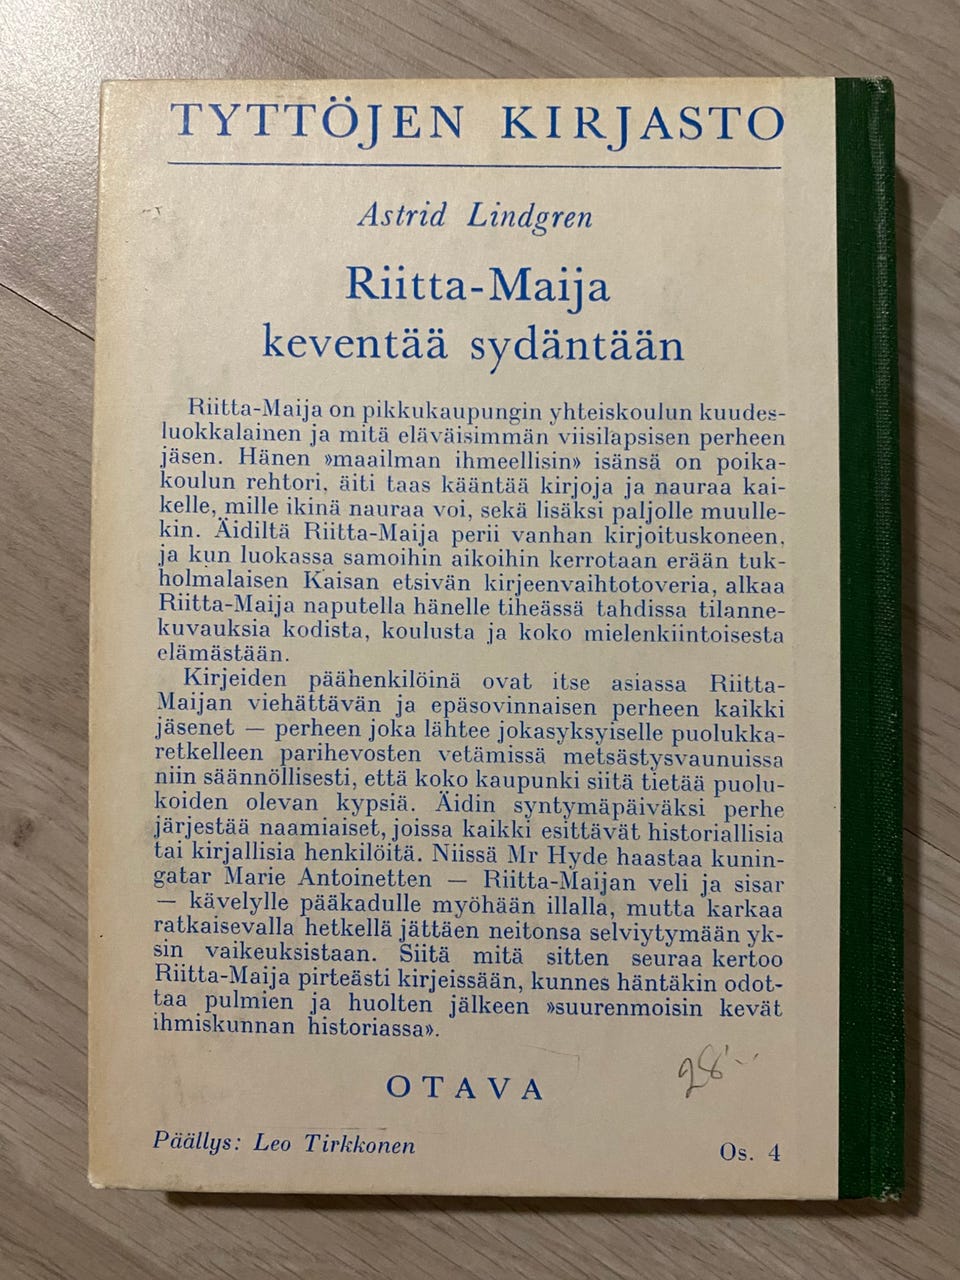 TYTTÖJEN KIRJASTO
Astrid Lindgren
Riitta-Maija
keventää sydäntään
Riitta-Maija on pikkukaupungin yhteiskoulun kuudes-
luokkalainen ja mitä eläväisimmän viisilapsisen perheen
jäsen. Hänen »maailman ihmeellisin» isänsä on poika-
koulun rehtori, äiti taas kääntää kirjoja ja nauraa kai-
kelle, mille ikinä nauraa voi, sekä lisäksi paljolle muulle-
kin. Äidiltä Riitta-Maija perii vanhan kirjoituskoneen,
ja kun luokassa samoihin aikoihin kerrotaan erään tuk-
holmalaisen Kaisan etsivän kirjeenvaihtotoveria, alkaa
Riitta-Maija naputella hänelle tiheässä tahdissa tilanne-
kuvauksia kodista, koulusta ja koko mielenkiintoisesta
elämästään.
Kirjeiden päähenkilöinä ovat itse asiassa Riitta-
Maijan viehättävän ja epäsovinnaisen perheen kaikki
jäsenet — perheen joka lähtee jokasyksyiselle puolukka-
retkelleen parihevosten vetämissä metsästysvaunuissa
niin säännöllisesti, että koko kaupunki siitä tietää puolu-
koiden olevan kypsiä. Äidin syntymäpäiväksi perhe
järjestää naamiaiset, joissa kaikki esittävät historiallisia
tai kirjallisia henkilöitä. Niissä Mr Hyde haastaa kunin-
gatar Marie Antoinetten — Riitta-Maijan veli ja sisar
— kävelylle pääkadulle myöhään illalla, mutta karkaa
ratkaisevalla hetkellä jättäen neitonsa selviytymään yk-
sin vaikeuksistaan. Siitä mitä sitten seuraa kertoo
Riitta-Maija pirteästi kirjeissään, kunnes häntäkin odot-
taa pulmien ja huolten jälkeen »suurenmoisin kevät
ihmiskunnan historiassa».
28'--
OTAVA
Päällys: Leo Tirkkonen
Os. 4